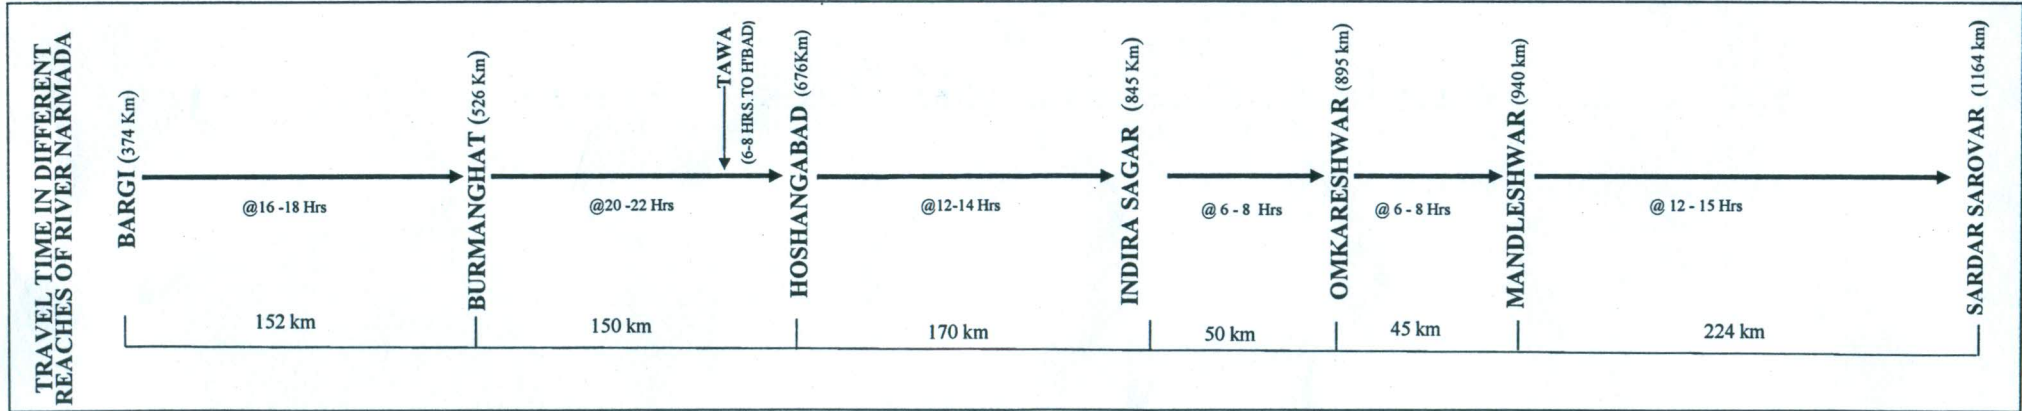 TRAVEL TIME IN DIFFERENT
REACHES OF RIVER NARMADA
BARGI (374 Km)
@16 -18 Hrs
152 km
BURMANGHAT (526 Km)
@20 -22 Hrs
150 km
TAWA
(6-8 HRS.TO H'BAD)
HOSHANGABAD (676Km)
@12-14 Hrs
170 km
INDIRA SAGAR (845 Km)
@ 6 - 8 Hrs
50 km
OMKARESHWAR (895 km)
@ 6 - 8 Hrs
45 km
MANDLESHWAR (940 km)
@ 12 - 15 Hrs
224 km
SARDAR SAROVAR (1164 km)